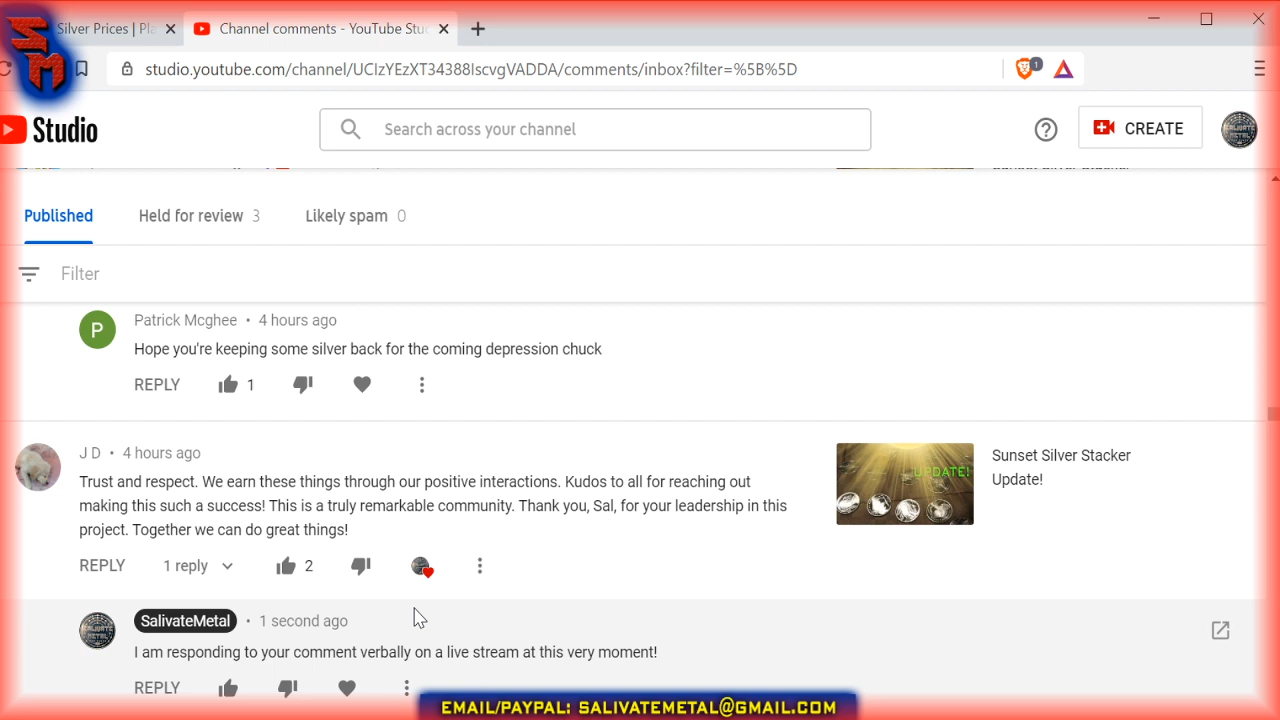 Silver Prices | Pla
Channel comments - YouTube Stu
studio.youtube.com/channel/UCIzYEzXT34388IscvgVADDA/comments/inbox?filter=%5B%5D
1
SM
Studio
Search across your channel
CREATE
Published
Held for review 3
Likely spam 0
Filter
P
Patrick Mcghee • 4 hours ago
Hope you're keeping some silver back for the coming depression chuck
REPLY 1
J D • 4 hours ago
Trust and respect. We earn these things through our positive interactions. Kudos to all for reaching out
making this such a success! This is a truly remarkable community. Thank you, Sal, for your leadership in this
project. Together we can do great things!
UPDATE!
Sunset Silver Stacker
Update!
REPLY 1 reply 2
SalivateMetal • 1 second ago
I am responding to your comment verbally on a live stream at this very moment!
REPLY
EMAIL/PAYPAL: SALIVATEMETAL@GMAIL.COM